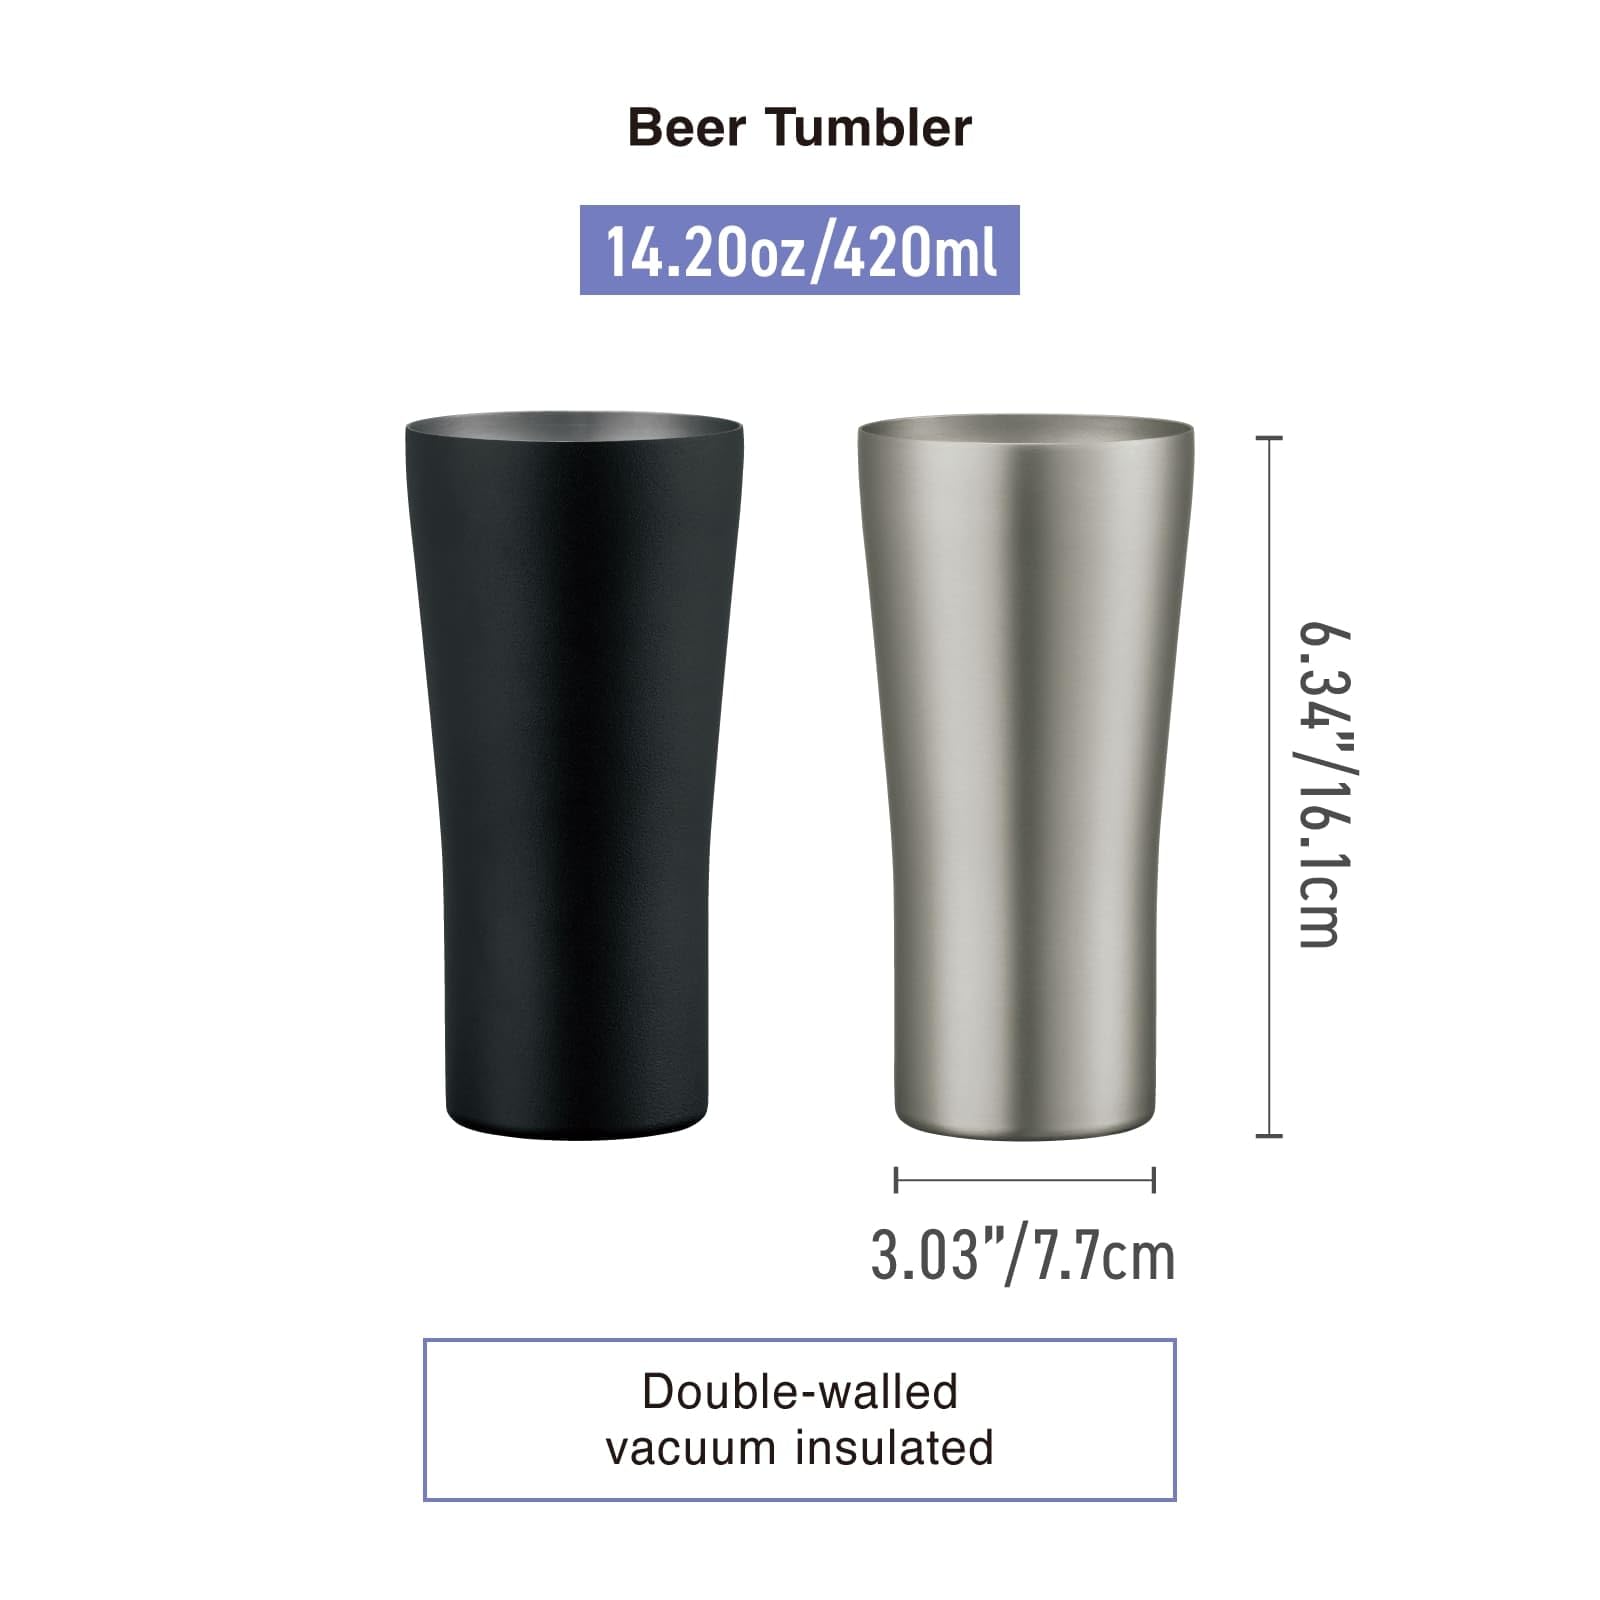 Beer Tumbler
14.20oz/420ml
6.34"/16.1cm
3.03"/7.7cm
Double-walled
vacuum insulated